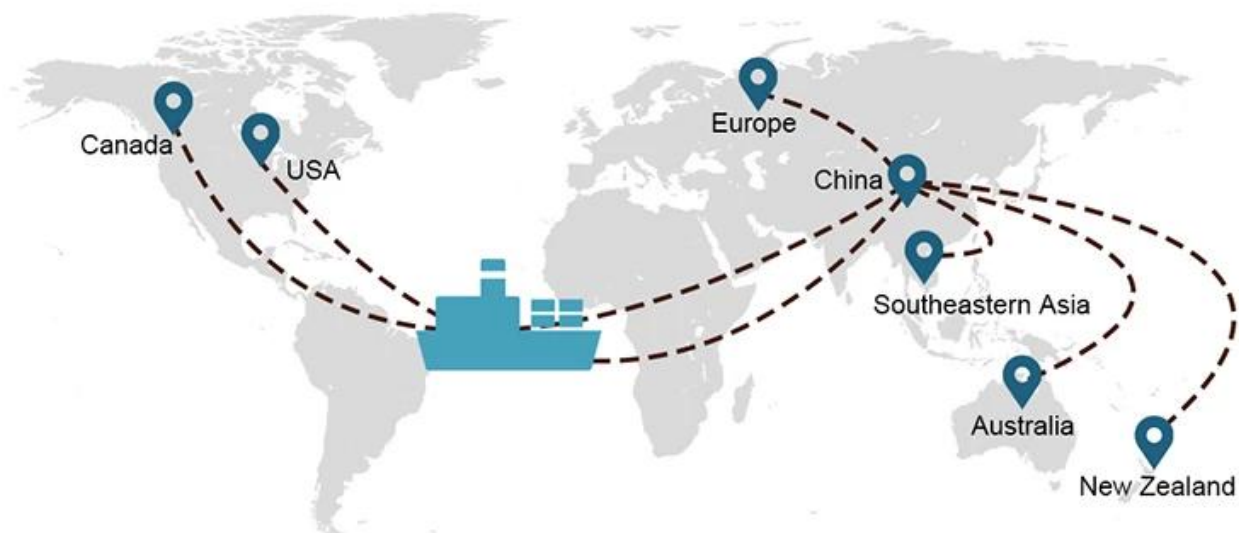 Canada
USA
Europe
China
Southeastern Asia
Australia
New Zealand